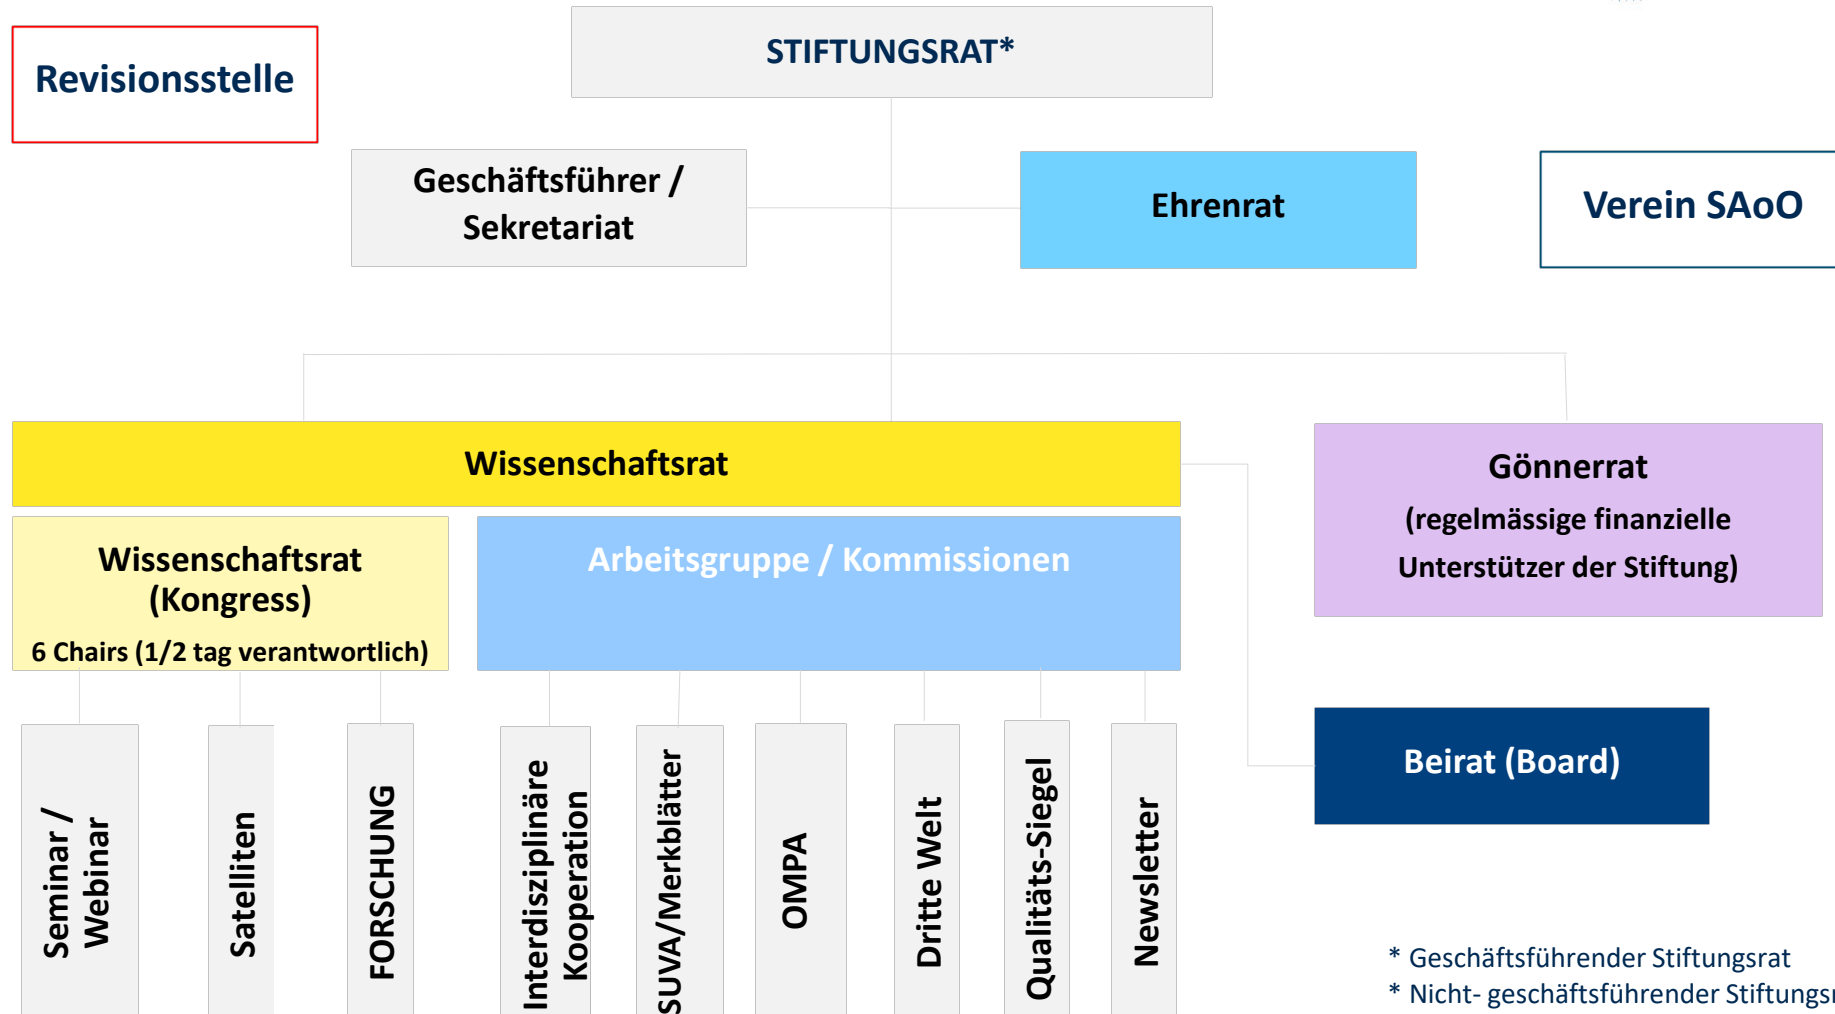 STIFTUNGSRAT*
Revisionsstelle
Geschäftsführer /
Sekretariat
Ehrenrat
Verein SAoO
Wissenschaftsrat
Gönnerrat
(regelmässige finanzielle
Unterstützer der Stiftung)
Wissenschaftsrat
(Kongress)
6 Chairs (1/2 tag verantwortlich)
Arbeitsgruppe / Kommissionen
Beirat (Board)
Seminar /
Webinar
Satelliten
FORSCHUNG
Interdisziplinäre
Kooperation
SUVA/Merkblätter
OMPA
Dritte Welt
Qualitäts-Siegel
Newsletter
* Geschäftsführender Stiftungsrat
* Nicht- geschäftsführender